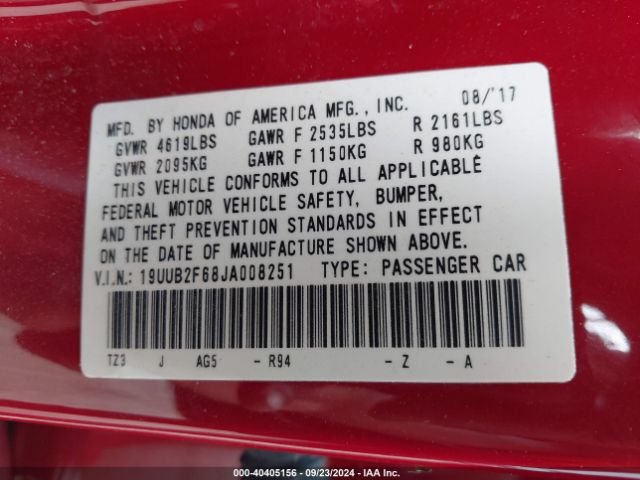 MFD. BY HONDA OF AMERICA MFG., INC. 08/'17
GVWR 4619LBS GAWR F 2535LBS R 2161LBS
GVWR 2095KG GAWR F 1150KG R 980KG
THIS VEHICLE CONFORMS TO ALL APPLICABLE
FEDERAL MOTOR VEHICLE SAFETY, BUMPER,
AND THEFT PREVENTION STANDARDS IN EFFECT
ON THE DATE OF MANUFACTURE SHOWN ABOVE.
V.I.N.: 19UUB2F68JA008251 TYPE: PASSENGER CAR
TZ3 J AG5 - R94 - Z - A
000-40405156 - 09/23/2024 - IAA Inc.